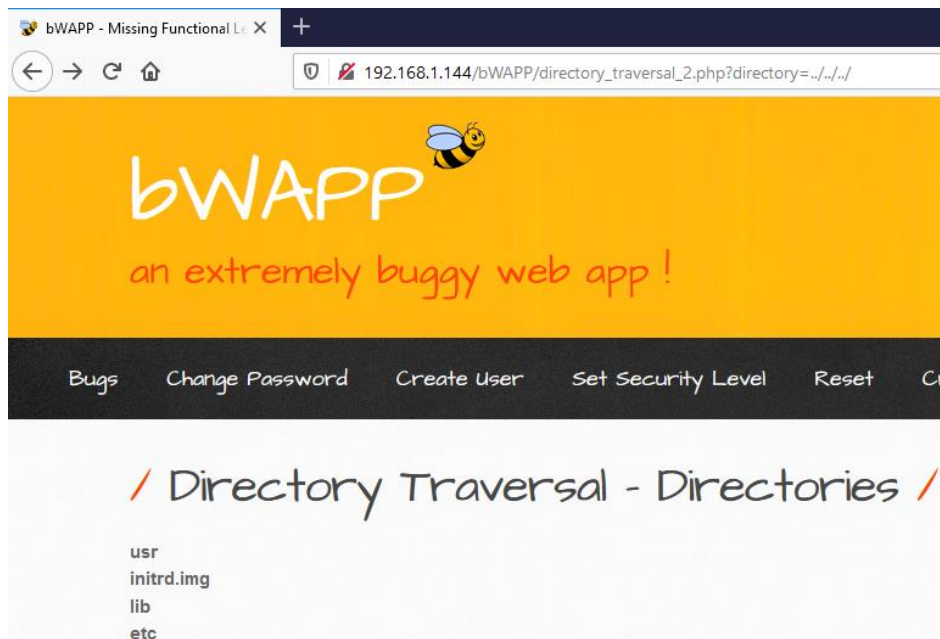 bWAPP - Missing Functional Le
192.168.1.144/bWAPP/directory_traversal_2.php?directory=../../../
bWAPP
an extremely buggy web app !
Bugs Change Password Create User Set Security Level Reset
/ Directory Traversal - Directories /
usr
initrd.img
lib
etc